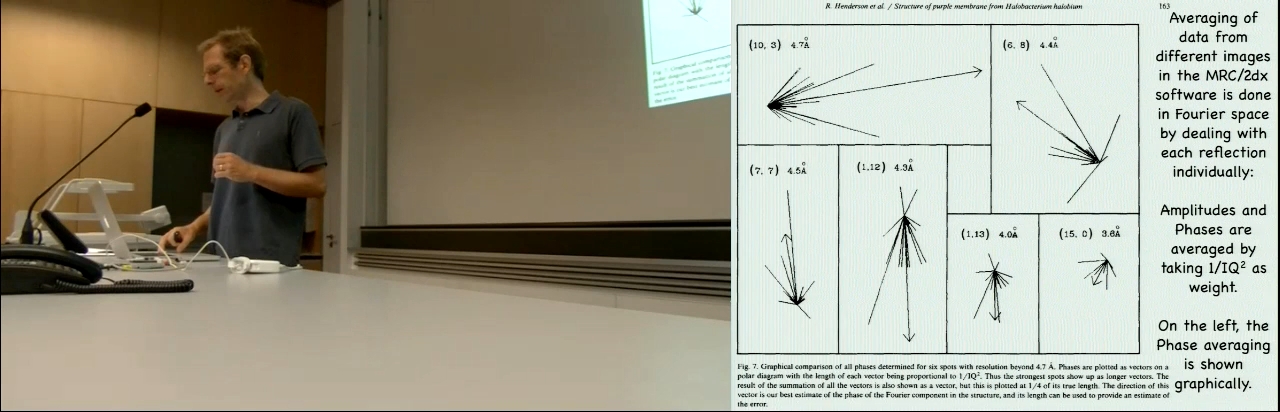 R. Henderson et al. / Structure of purple membrane from Halobacterium halobium
163
(10, 3) 4.7Å
(6, 8) 4.4Å
(7, 7) 4.5Å
(1,12) 4.3Å
(1,13) 4.0Å
(15, 0) 3.8Å
Fig. 7. Graphical comparison of all phases determined for six spots with resolution beyond 4.7 Å. Phases are plotted as vectors on a
polar diagram with the length of each vector being proportional to 1/IQ². Thus the strongest spots show up as longer vectors. The
result of the summation of all the vectors is also shown as a vector, but this is plotted at 1/4 of its true length. The direction of this
vector is our best estimate of the phase of the Fourier component in the structure, and its length can be used to provide an estimate of
the error.
Averaging of
data from
different images
in the MRC/2dx
software is done
in Fourier space
by dealing with
each reflection
individually:
Amplitudes and
Phases are
averaged by
taking 1/IQ² as
weight.
On the left, the
Phase averaging
is shown
graphically.